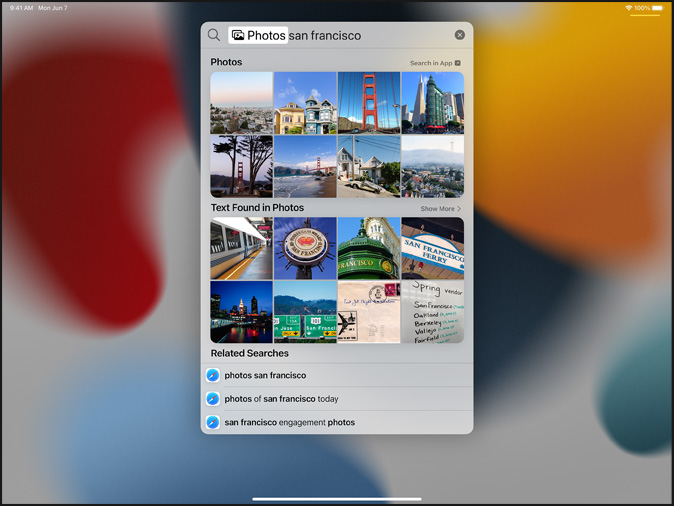 9:41 AM Mon Jun 7
100%
Photos san francisco
Photos
Search in App
Text Found in Photos
Show More
SAN FRANCISCO
FRANCISCO
SAN FRANCISCO
FERRY
Jose
101
San Franci
Spring Vendor
San Francisco
Oakland
Berkeley
Vallejo
Fairfield
Related Searches
photos san francisco
photos of san francisco today
san francisco engagement photos